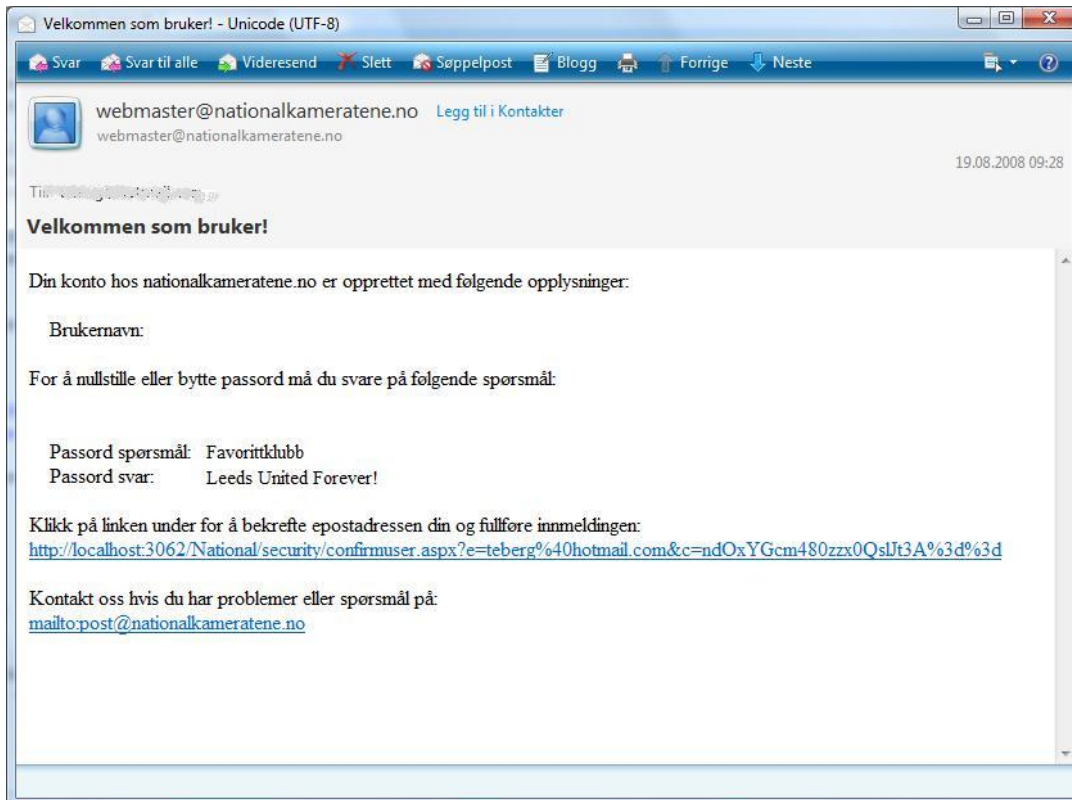 Velkommen som bruker! - Unicode (UTF-8)
Svar Svar til alle Videresend Slett Søppelpost Blogg Forrige Neste
webmaster@nationalkameratene.no Legg til i Kontakter
webmaster@nationalkameratene.no
19.08.2008 09:28
Til:
Velkommen som bruker!
Din konto hos nationalkameratene.no er opprettet med følgende opplysninger:
Brukernavn:
For å nullstille eller bytte passord må du svare på følgende spørsmål:
Passord spørsmål: Favorittklubb
Passord svar: Leeds United Forever!
Klikk på linken under for å bekrefte epostadressen din og fullføre innmeldingen:
http://localhost:3062/National/security/confirmuser.aspx?e=teberg%40hotmail.com&c=ndOxYGcm480zzx0QslJt3A%3d%3d
Kontakt oss hvis du har problemer eller spørsmål på:
mailto:post@nationalkameratene.no